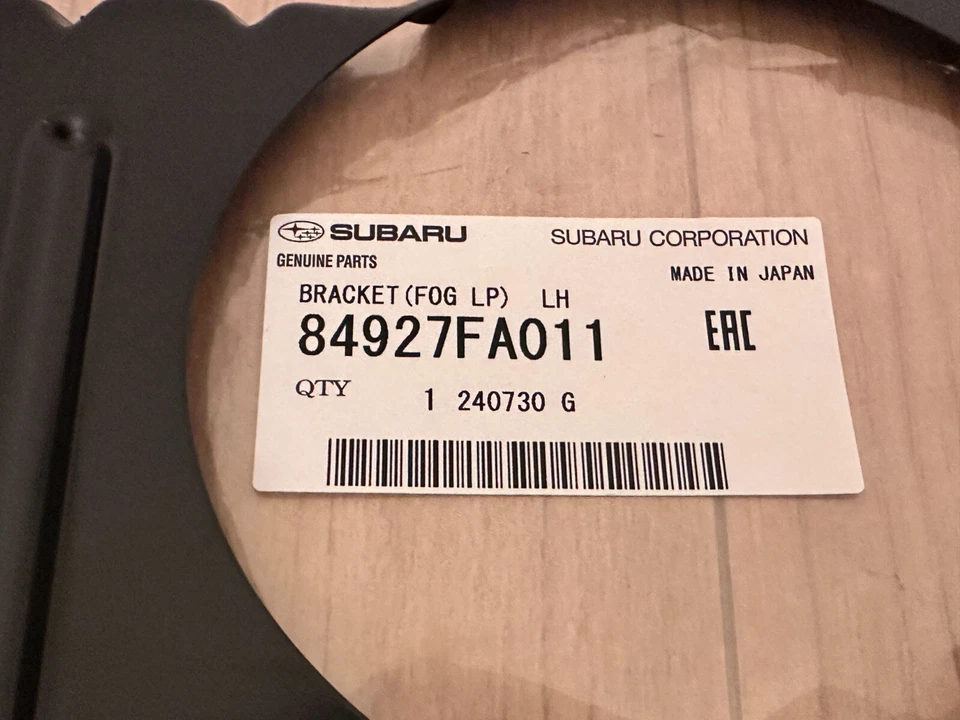 SUBARU SUBARU CORPORATION
GENUINE PARTS
MADE IN JAPAN
BRACKET(FOG LP) LH
84927FA011
EAC
QTY 1 240730 G